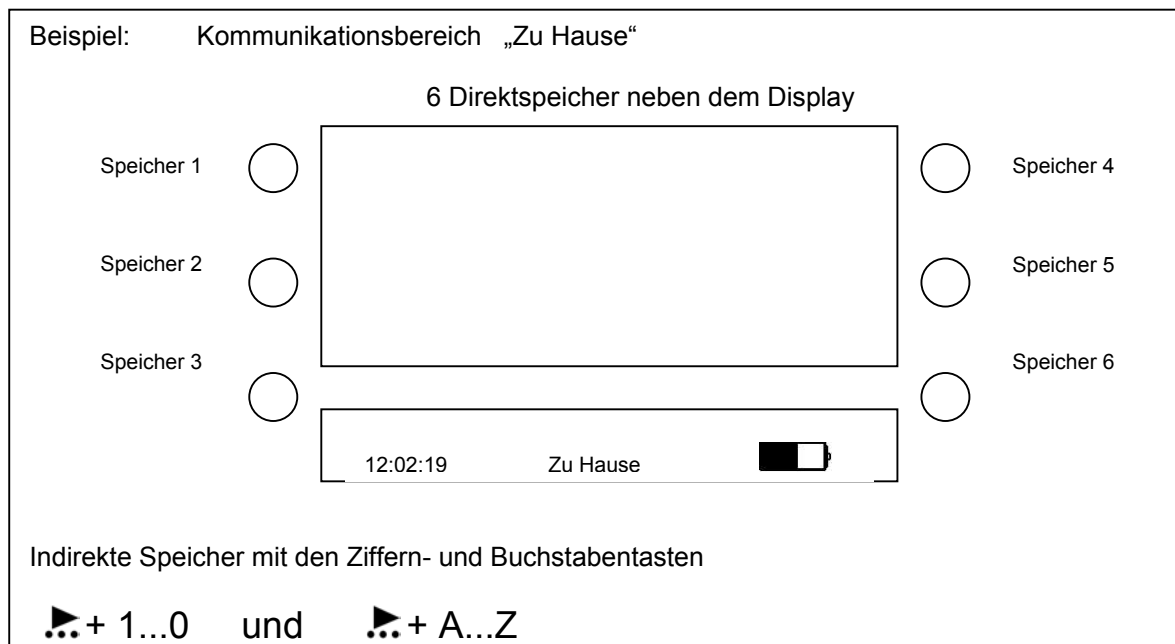 Beispiel: Kommunikationsbereich „Zu Hause“
6 Direktspeicher neben dem Display
Speicher 1
Speicher 4
Speicher 2
Speicher 5
Speicher 3
Speicher 6
12:02:19 Zu Hause
Indirekte Speicher mit den Ziffern- und Buchstabentasten
+ 1...0 und + A...Z